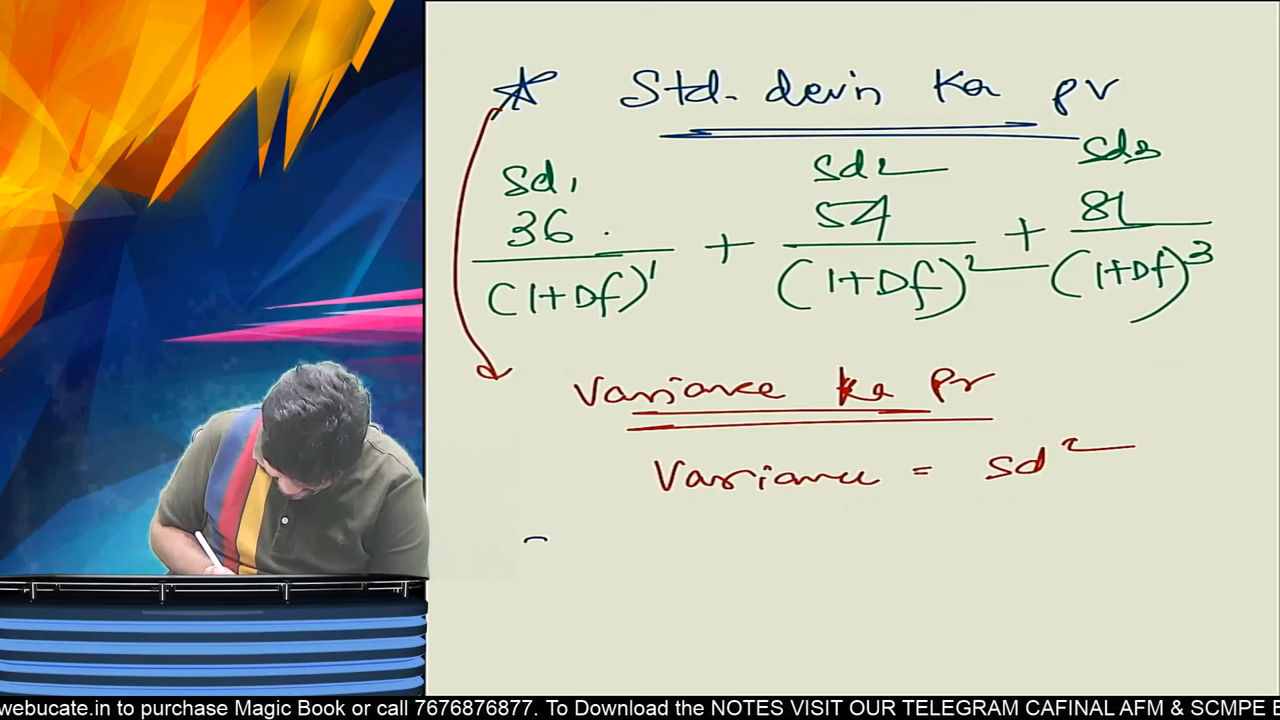 Std. devin ka pv
sd1 sd2 sd3
36 + 54 + 81
(1+Df)^1 (1+Df)^2 (1+Df)^3
Variance ka pv
Variance = sd^2
webucate.in to purchase Magic Book or call 7676876877. To Download the NOTES VISIT OUR TELEGRAM CAFINAL AFM & SCMPE E